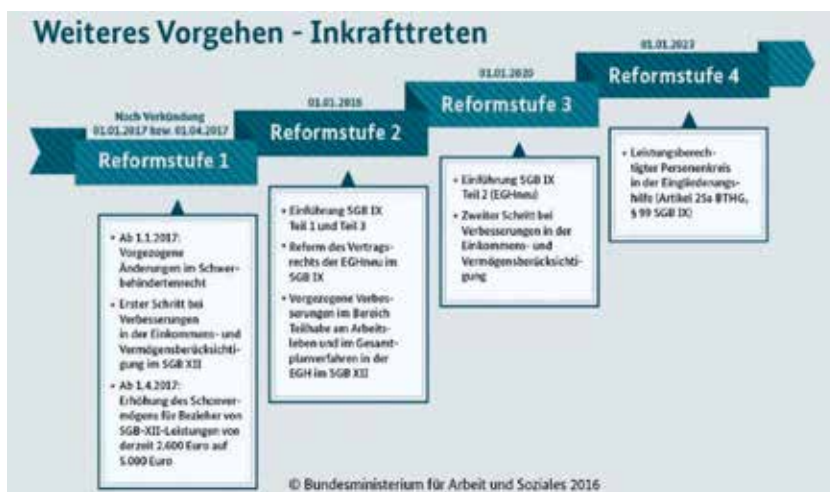 Weiteres Vorgehen - Inkrafttreten
Nach Verkündung
01.01.2017 bzw. 01.04.2017
Reformstufe 1
• Ab 1.1.2017:
Vorgezogene
Änderungen im Schwer-
behindertenrecht
• Erster Schritt bei
Verbesserungen
in der Einkommens- und
Vermögensberücksichti-
gung im SGB XII
• Ab 1.4.2017:
Erhöhung des Schonver-
mögens für Bezieher von
SGB-XII-Leistungen von
derzeit 2.600 Euro auf
5.000 Euro
01.01.2018
Reformstufe 2
• Einführung SGB IX
Teil 1 und Teil 3
• Reform des Vertrags-
rechts der EGHneu im
SGB IX
• Vorgezogene Verbes-
serungen im Bereich
Teilhabe am Arbeits-
leben und im Gesamt-
planverfahren in der
EGH im SGB XII
01.01.2020
Reformstufe 3
• Einführung SGB IX
Teil 2 (EGHneu)
• Zweiter Schritt bei
Verbesserungen in der
Einkommens- und
Vermögensberücksichti-
gung
01.01.2023
Reformstufe 4
• Leistungsberech-
tigter Personenkreis
in der Eingliederungs-
hilfe (Artikel 25a BTHG,
§ 99 SGB IX)
© Bundesministerium für Arbeit und Soziales 2016